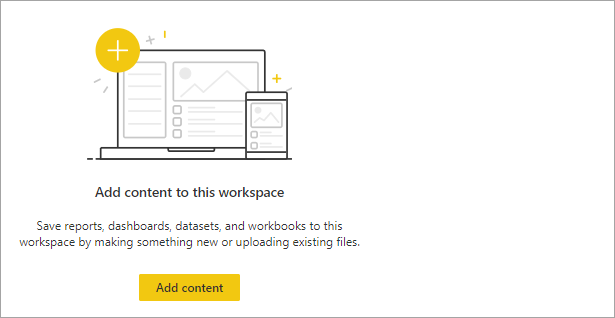 Add content to this workspace
Save reports, dashboards, datasets, and workbooks to this
workspace by making something new or uploading existing files.
Add content